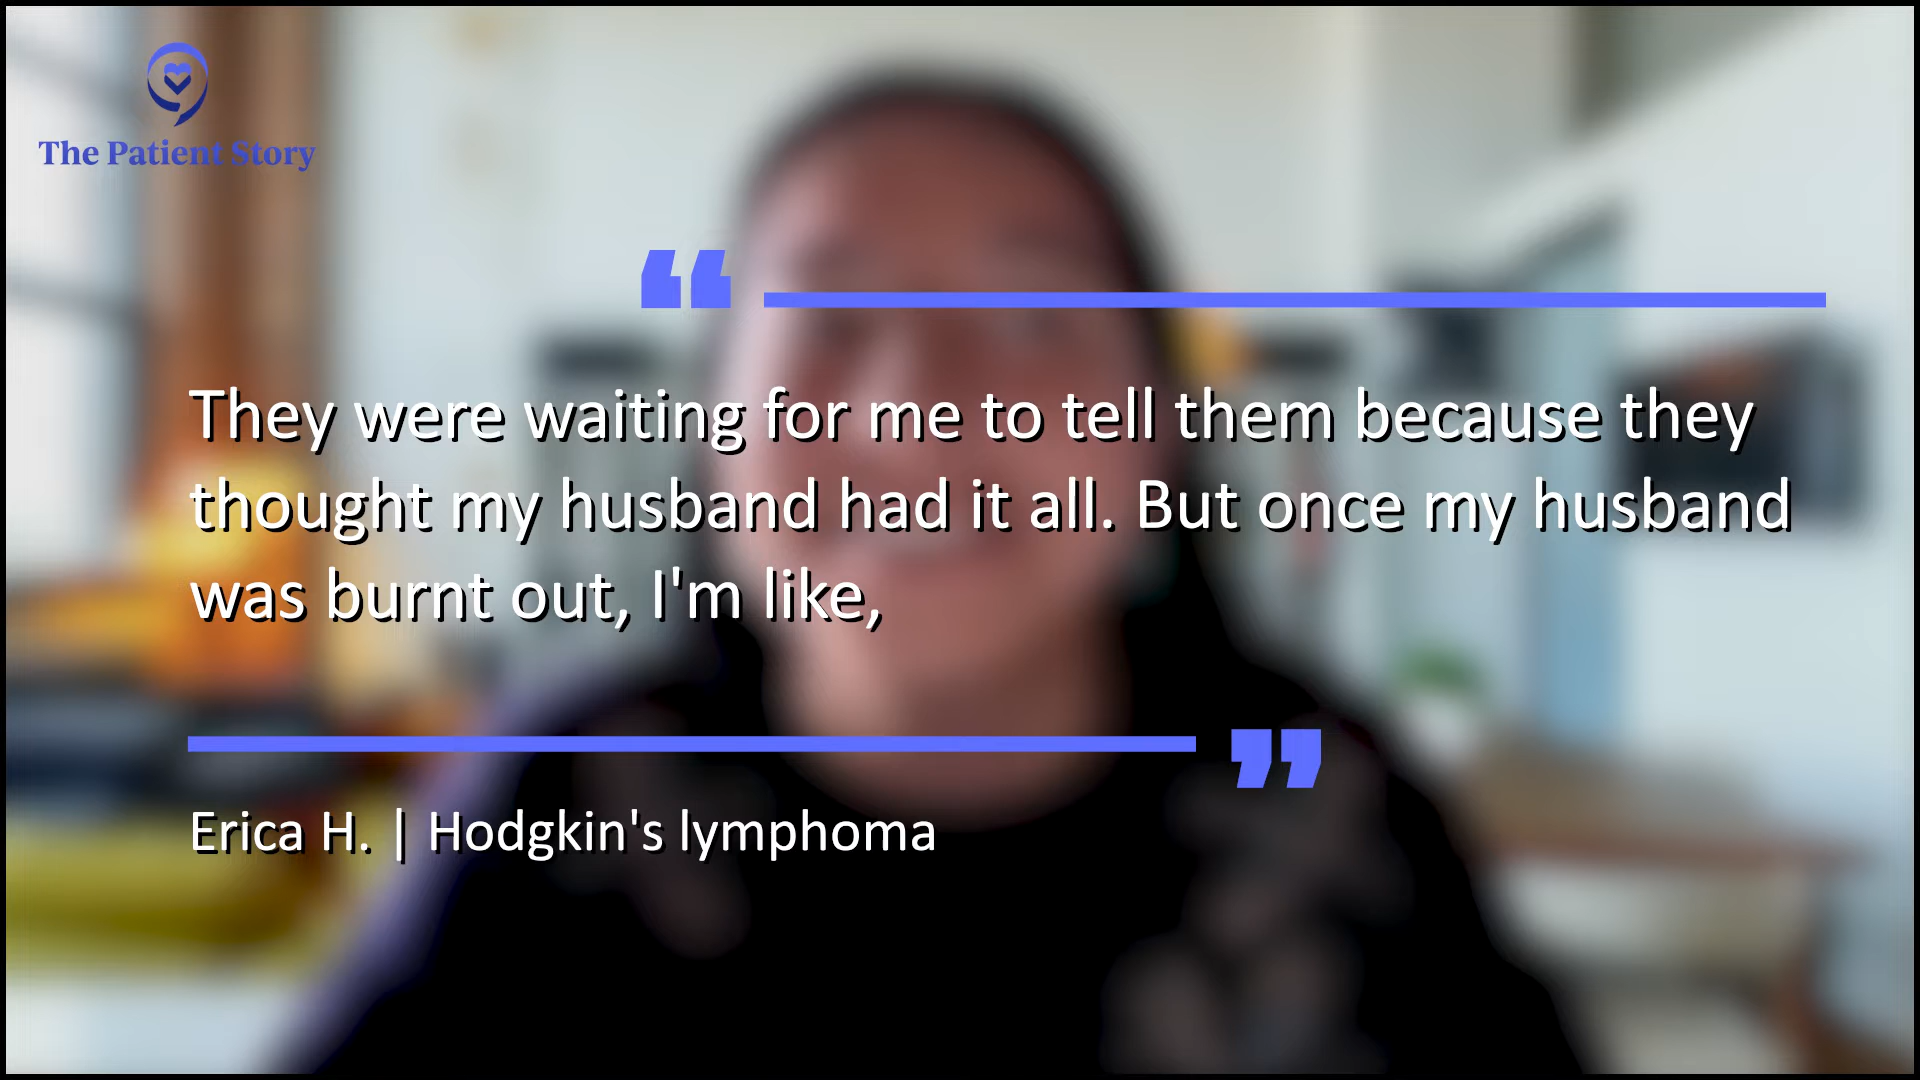 The Patient Story
They were waiting for me to tell them because they
thought my husband had it all. But once my husband
was burnt out, I'm like,
Erica H. | Hodgkin's lymphoma